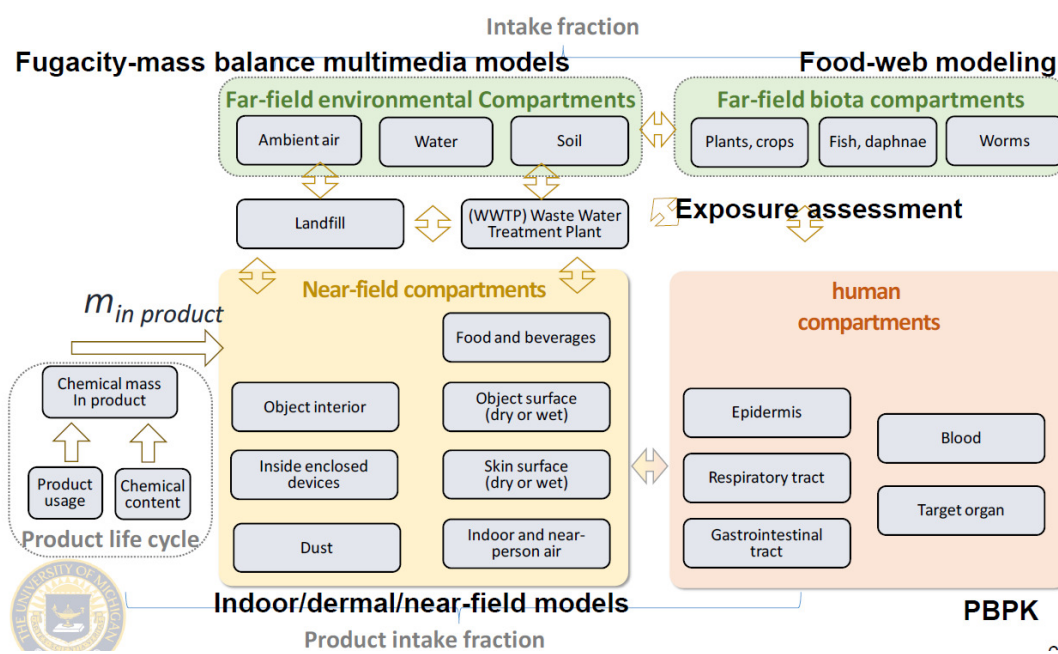 Intake fraction
Fugacity-mass balance multimedia models
Food-web modeling
Far-field environmental Compartments
Ambient air
Water
Soil
Far-field biota compartments
Plants, crops
Fish, daphnae
Worms
Landfill
(WWTP) Waste Water
Treatment Plant
Exposure assessment
m in product
Near-field compartments
Food and beverages
Object interior
Object surface
(dry or wet)
Inside enclosed
devices
Skin surface
(dry or wet)
Dust
Indoor and near-
person air
human
compartments
Epidermis
Respiratory tract
Gastrointestinal
tract
Blood
Target organ
Chemical mass
In product
Product
usage
Chemical
content
Product life cycle
THE UNIVERSITY OF MICHIGAN
Indoor/dermal/near-field models
PBPK
Product intake fraction